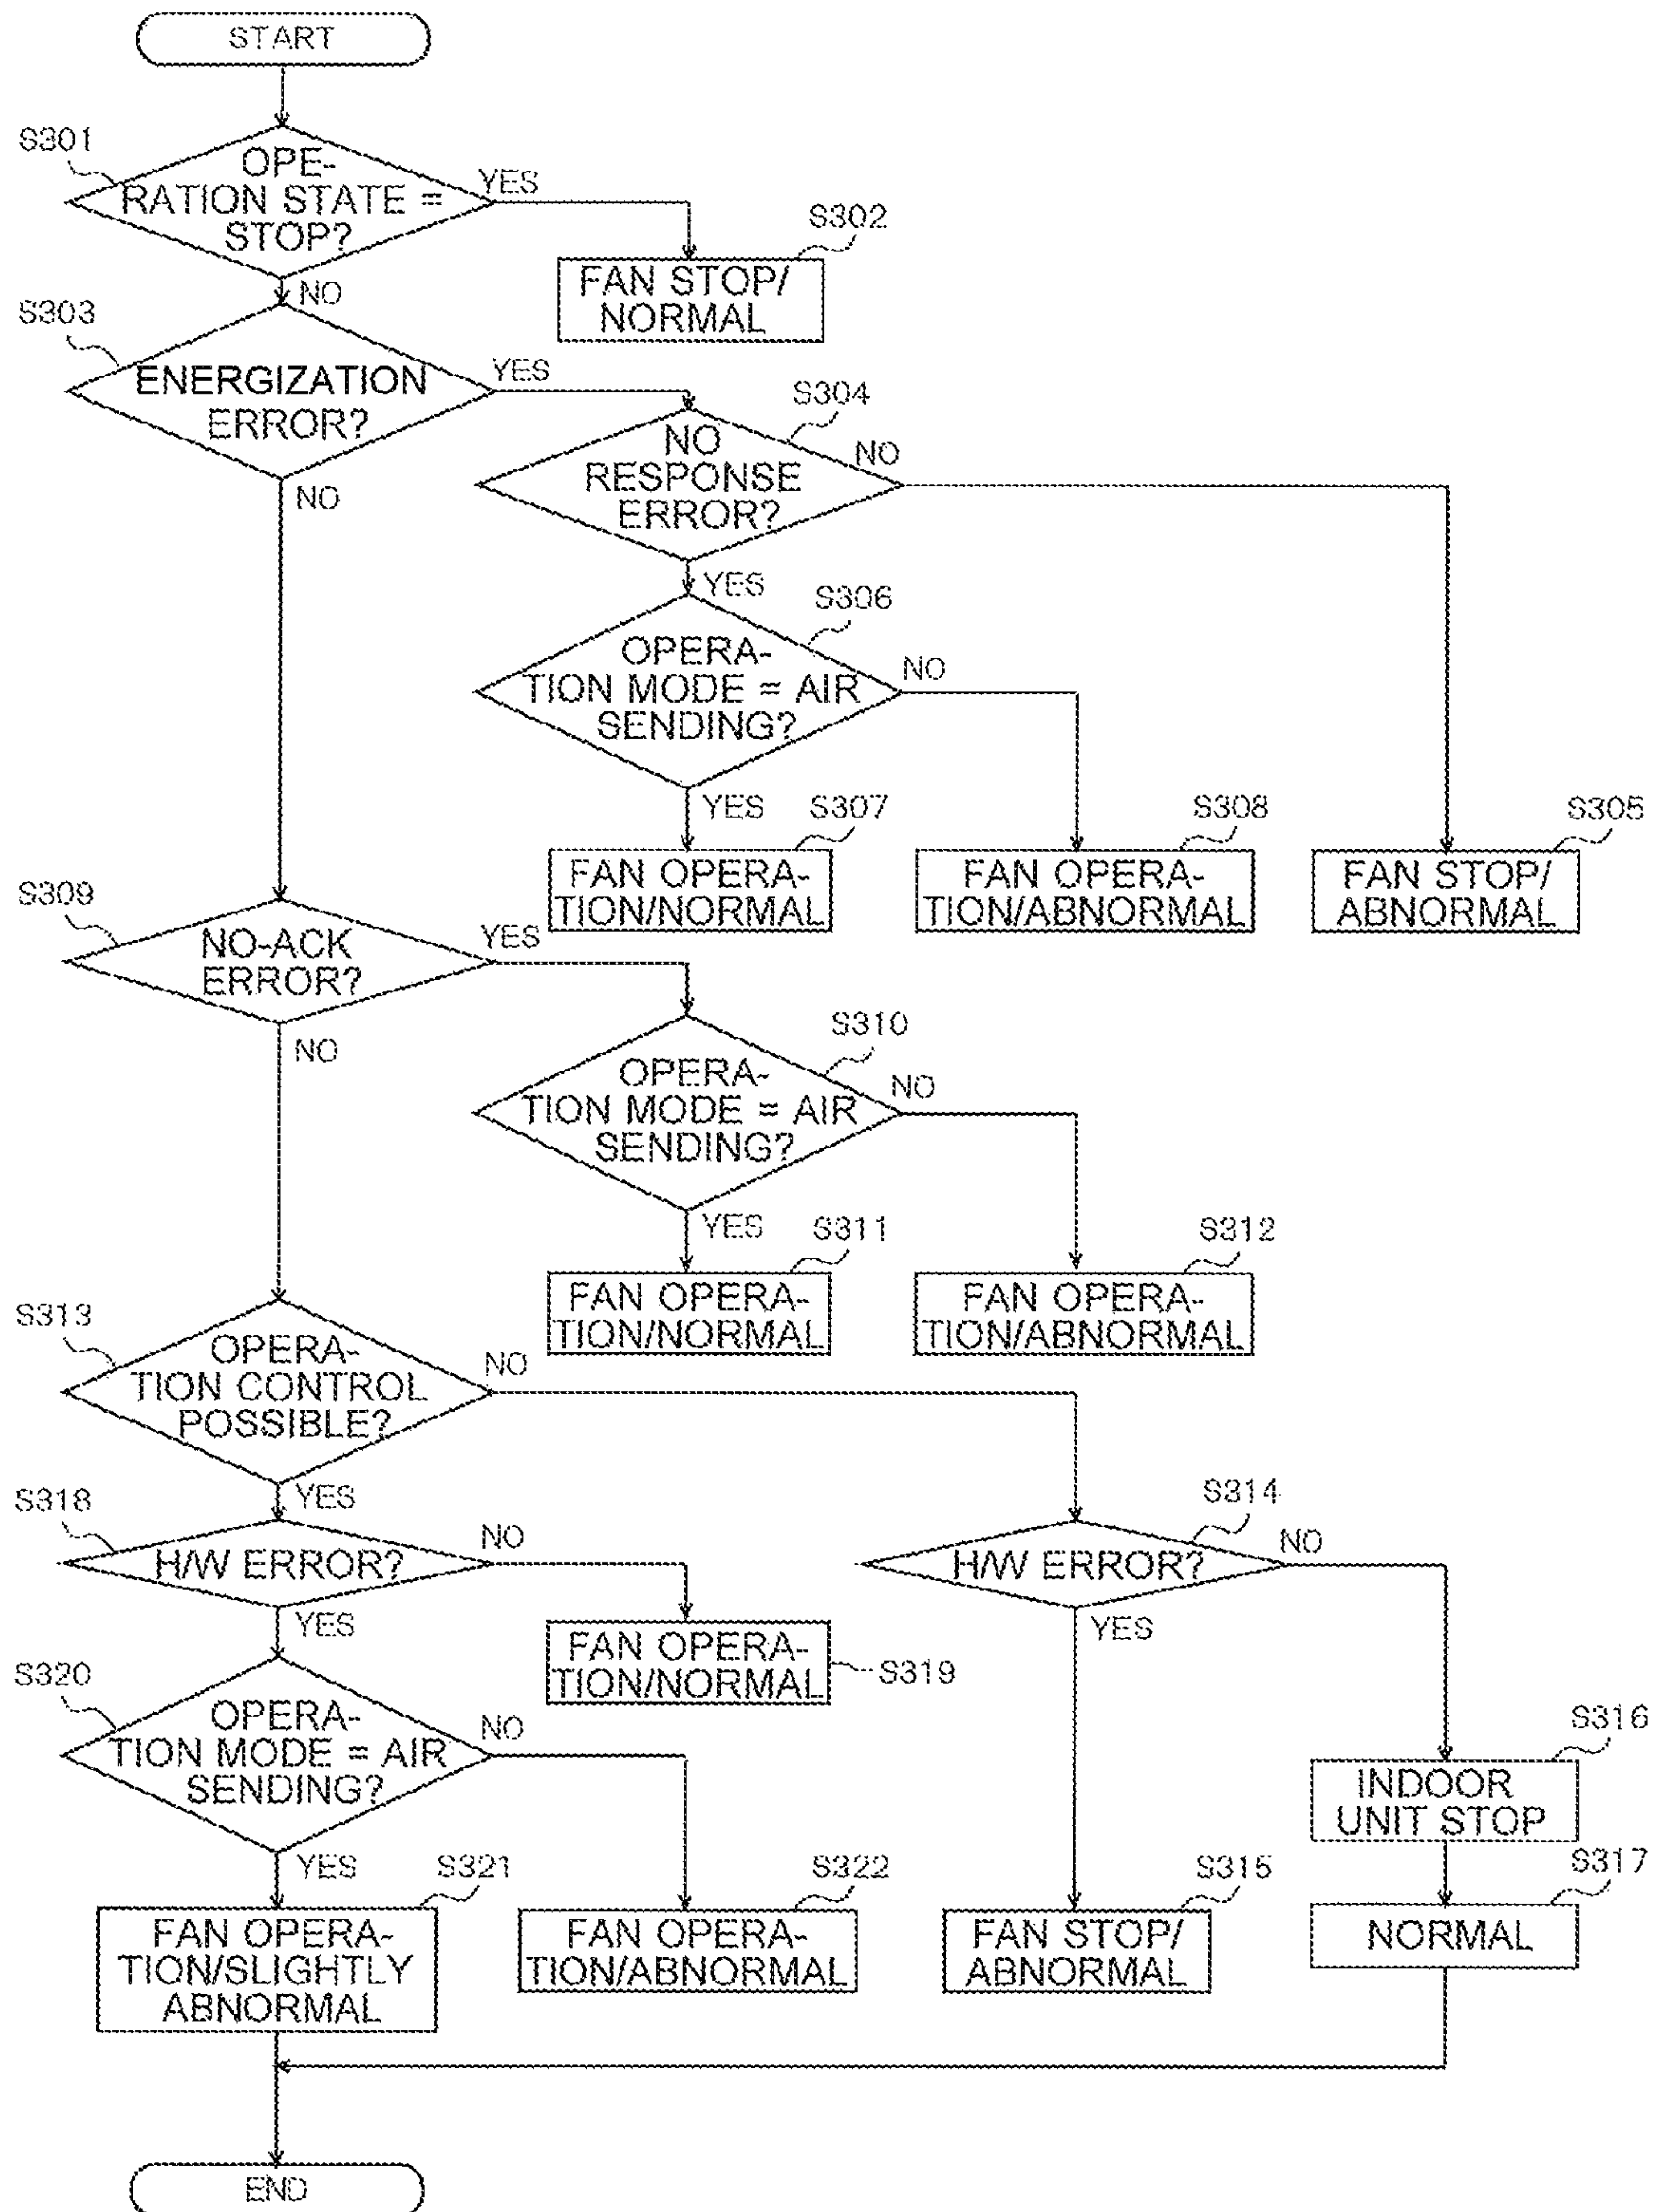 START
S301
OPE-
RATION STATE =
STOP?
YES
S302
FAN STOP/
NORMAL
NO
S303
ENERGIZATION
ERROR?
YES
S304
NO
RESPONSE
ERROR?
NO
NO
YES
S306
OPERA-
TION MODE = AIR
SENDING?
NO
YES
S307
S308
S305
FAN OPERA-
TION/NORMAL
FAN OPERA-
TION/ABNORMAL
FAN STOP/
ABNORMAL
S309
NO-ACK
ERROR?
YES
NO
S310
OPERA-
TION MODE = AIR
SENDING?
NO
YES
S311
S312
FAN OPERA-
TION/NORMAL
FAN OPERA-
TION/ABNORMAL
S313
OPERA-
TION CONTROL
POSSIBLE?
NO
YES
S318
H/W ERROR?
NO
S314
H/W ERROR?
NO
YES
YES
FAN OPERA-
TION/NORMAL
S319
S320
OPERA-
TION MODE = AIR
SENDING?
NO
S316
INDOOR
UNIT STOP
YES
S321
S322
S315
S317
FAN OPERA-
TION/SLIGHTLY
ABNORMAL
FAN OPERA-
TION/ABNORMAL
FAN STOP/
ABNORMAL
NORMAL
END